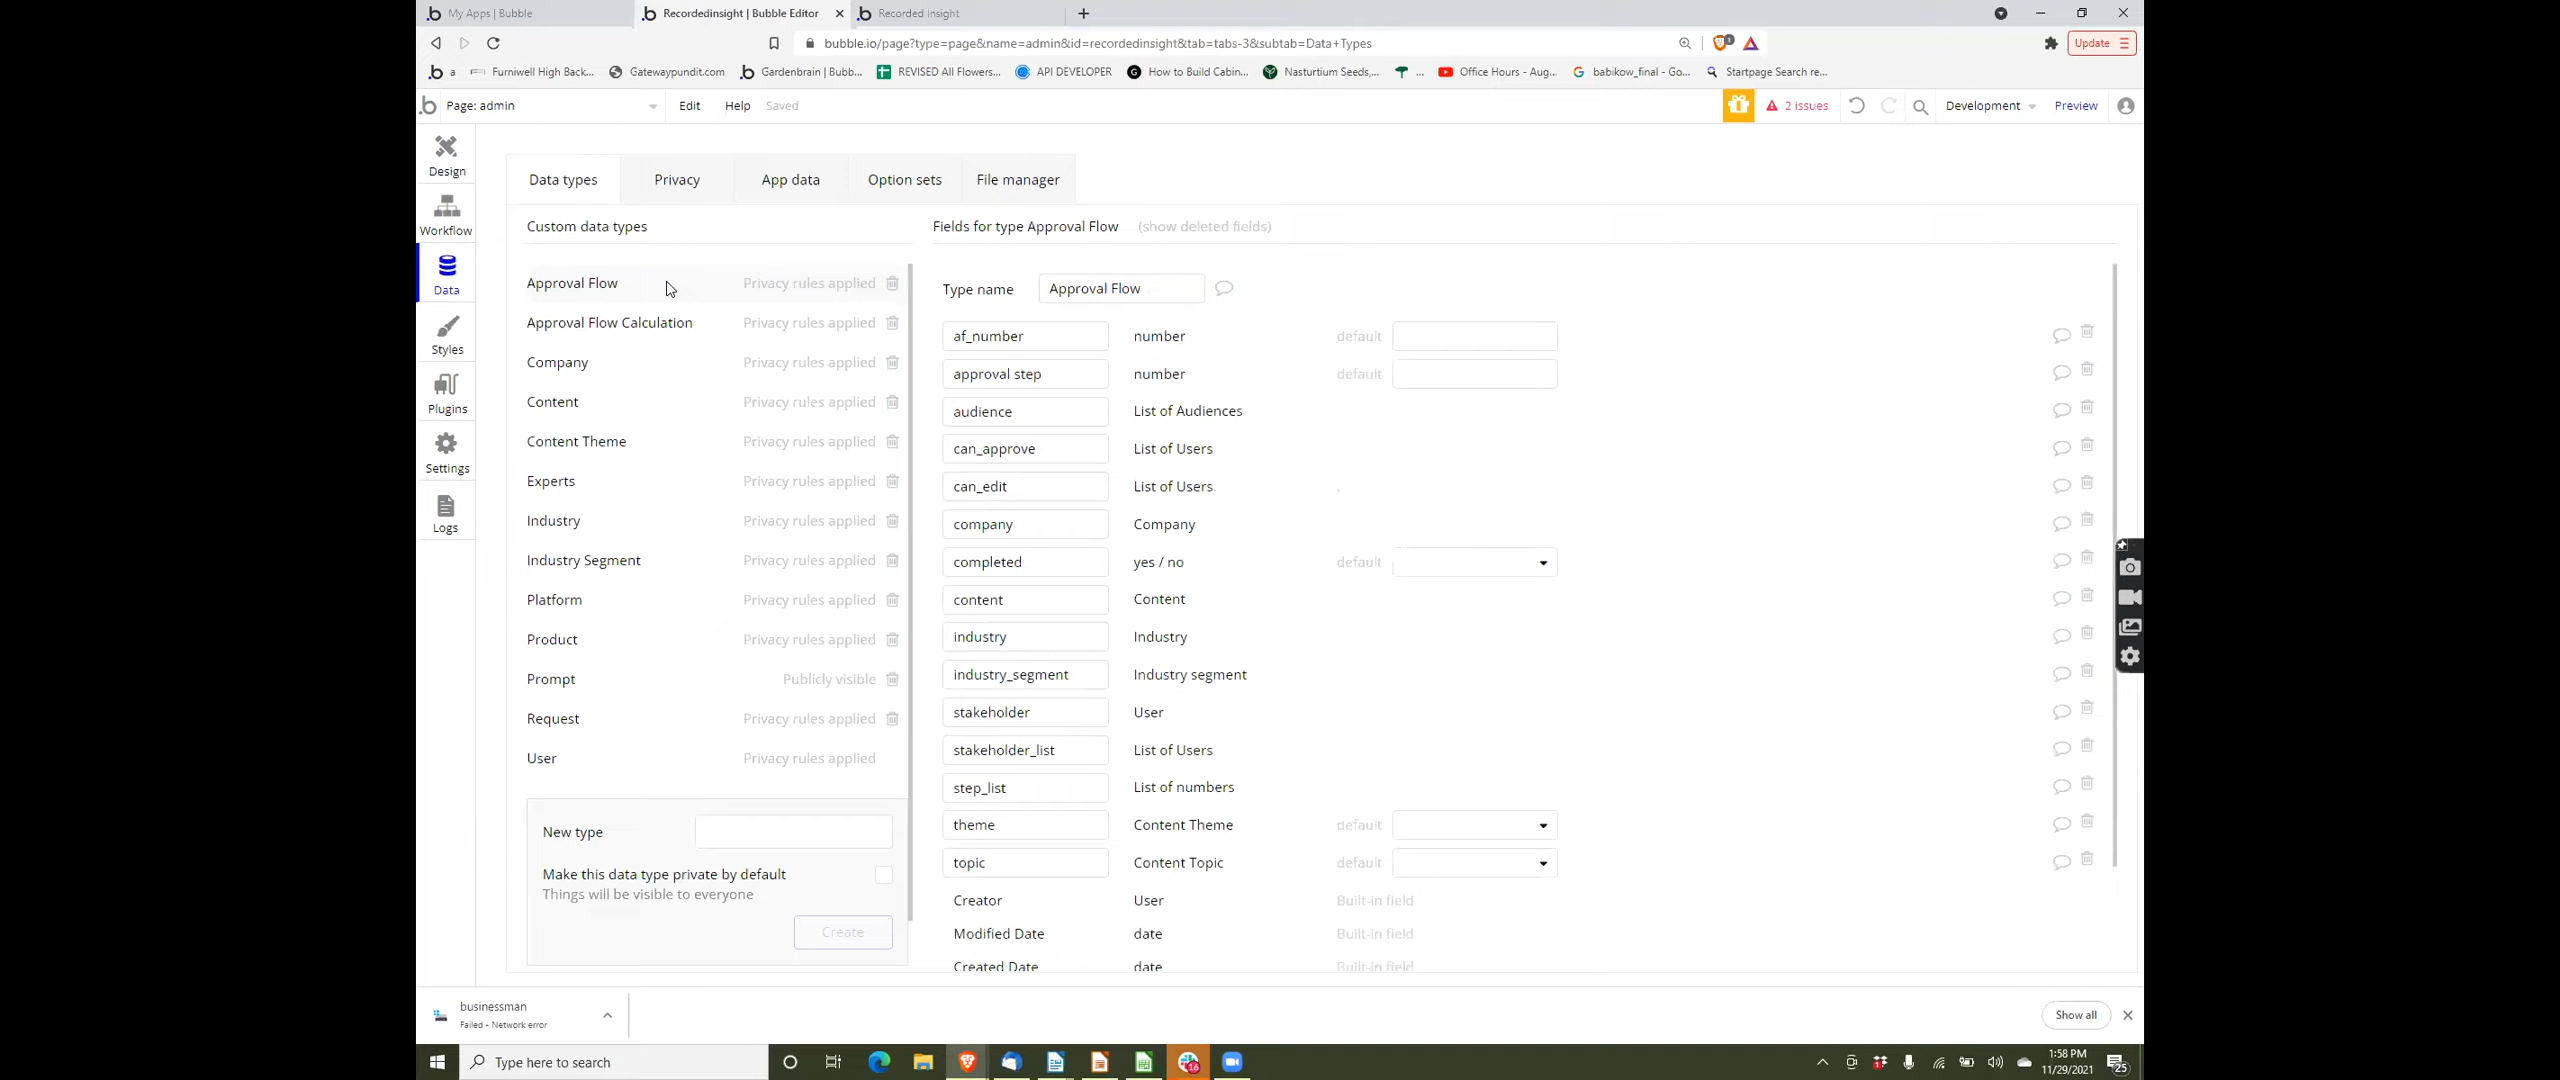 My Apps | Bubble
Recordedinsight | Bubble Editor
Recorded insight
bubble.io/page?type=page&name=admin&id=recordedinsight&tab=tabs-3&subtab=Data+Types
Update
a
Furniwell High Back...
Gatewaypundit.com
Gardenbrain | Bubb...
REVISED All Flowers...
API DEVELOPER
How to Build Cabin...
Nasturtium Seeds,...
...
Office Hours - Aug...
babikow_final - Go...
Startpage Search re...
Page: admin
Edit
Help
Saved
2 issues
Development
Preview
Design
Workflow
Data
Styles
Plugins
Settings
Logs
Data types
Privacy
App data
Option sets
File manager
Custom data types
Approval Flow Privacy rules applied
Approval Flow Calculation Privacy rules applied
Company Privacy rules applied
Content Privacy rules applied
Content Theme Privacy rules applied
Experts Privacy rules applied
Industry Privacy rules applied
Industry Segment Privacy rules applied
Platform Privacy rules applied
Product Privacy rules applied
Prompt Publicly visible
Request Privacy rules applied
User Privacy rules applied
New type
Make this data type private by default
Things will be visible to everyone
Create
Fields for type Approval Flow (show deleted fields)
Type name Approval Flow
af_number number default
approval step number default
audience List of Audiences
can_approve List of Users
can_edit List of Users
company Company
completed yes / no default
content Content
industry Industry
industry_segment Industry segment
stakeholder User
stakeholder_list List of Users
step_list List of numbers
theme Content Theme default
topic Content Topic default
Creator User Built-in field
Modified Date date Built-in field
Created Date date Built-in field
businessman
Failed - Network error
Show all
Type here to search
16
1:58 PM
11/29/2021
25